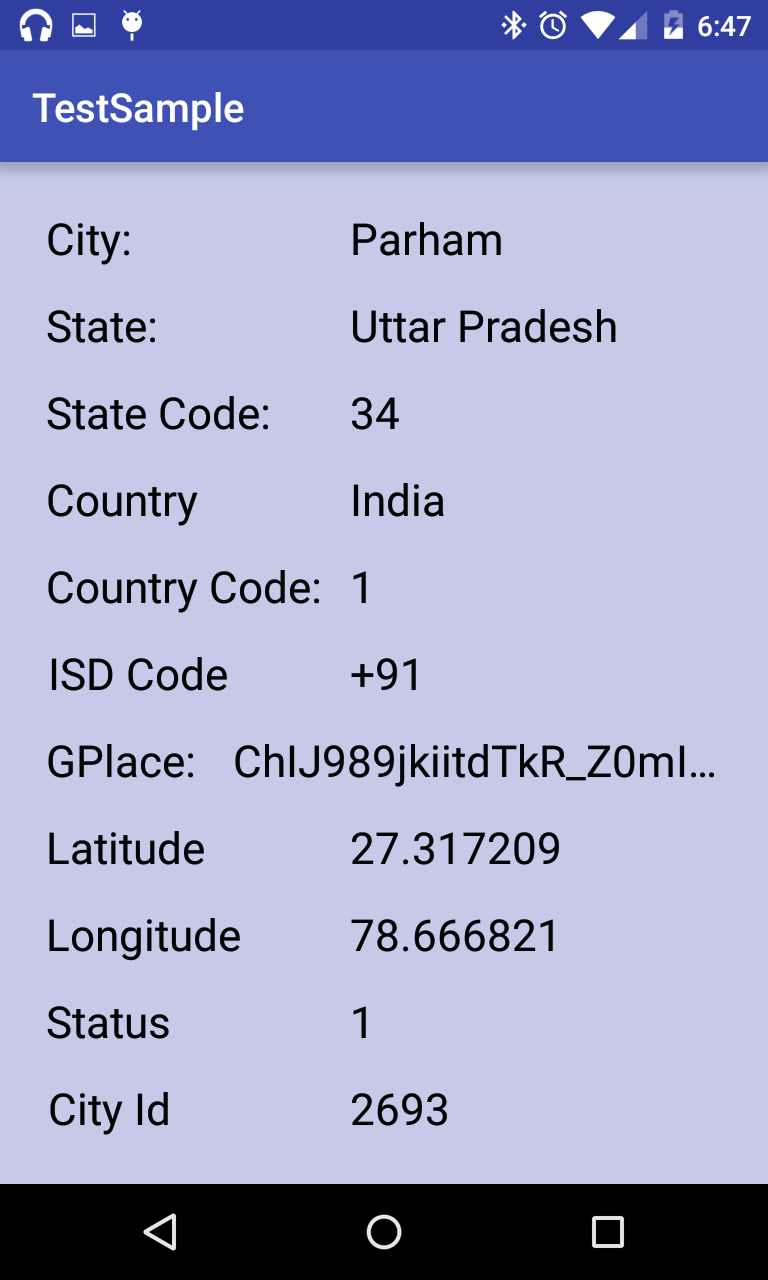 6:47
TestSample
City: Parham
State: Uttar Pradesh
State Code: 34
Country India
Country Code: 1
ISD Code +91
GPlace: ChIJ989jkiitdTkR_Z0mI...
Latitude 27.317209
Longitude 78.666821
Status 1
City Id 2693